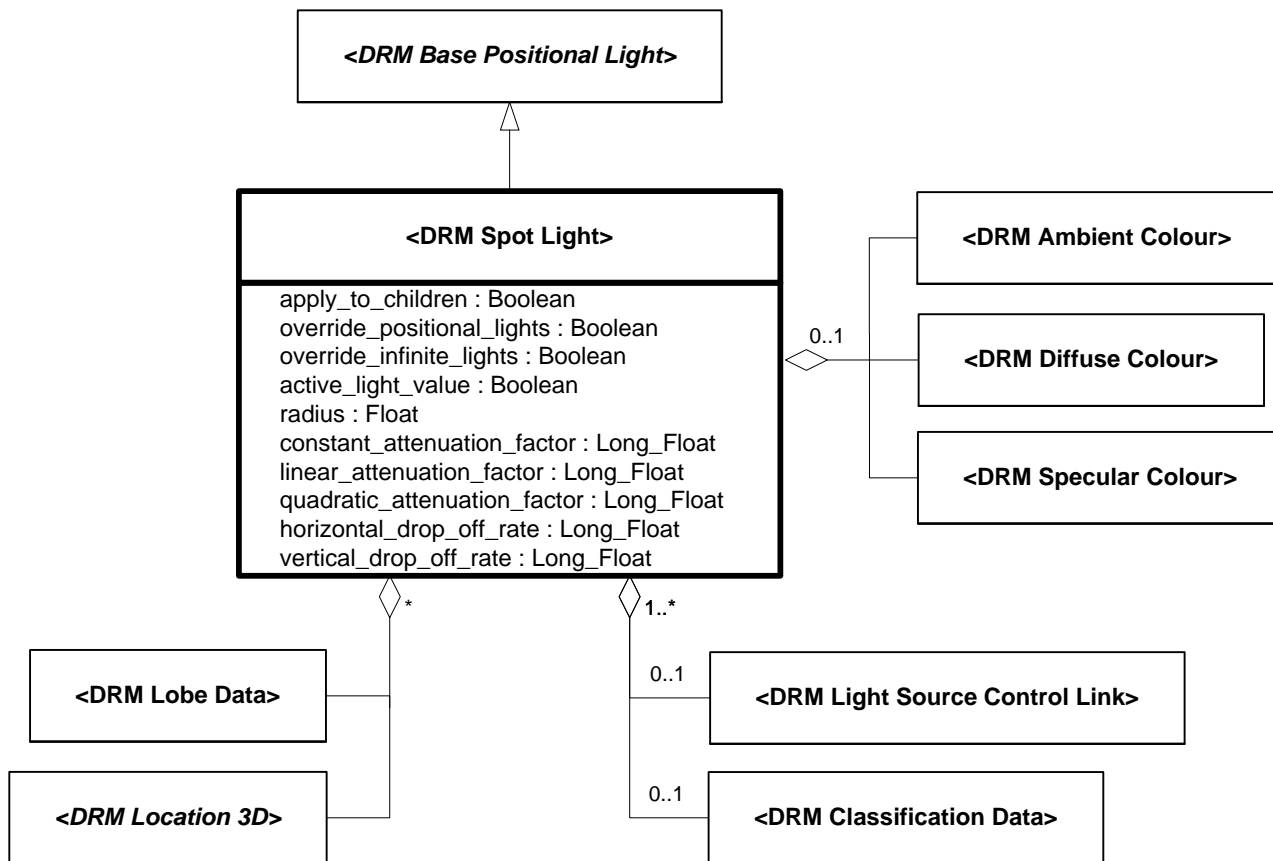 <DRM Base Positional Light>
<DRM Spot Light>
apply_to_children : Boolean
override_positional_lights : Boolean
override_infinite_lights : Boolean
active_light_value : Boolean
radius : Float
constant_attenuation_factor : Long_Float
linear_attenuation_factor : Long_Float
quadratic_attenuation_factor : Long_Float
horizontal_drop_off_rate : Long_Float
vertical_drop_off_rate : Long_Float
0..1
<DRM Ambient Colour>
<DRM Diffuse Colour>
<DRM Specular Colour>
*
1..*
<DRM Lobe Data>
<DRM Location 3D>
0..1
<DRM Light Source Control Link>
0..1
<DRM Classification Data>